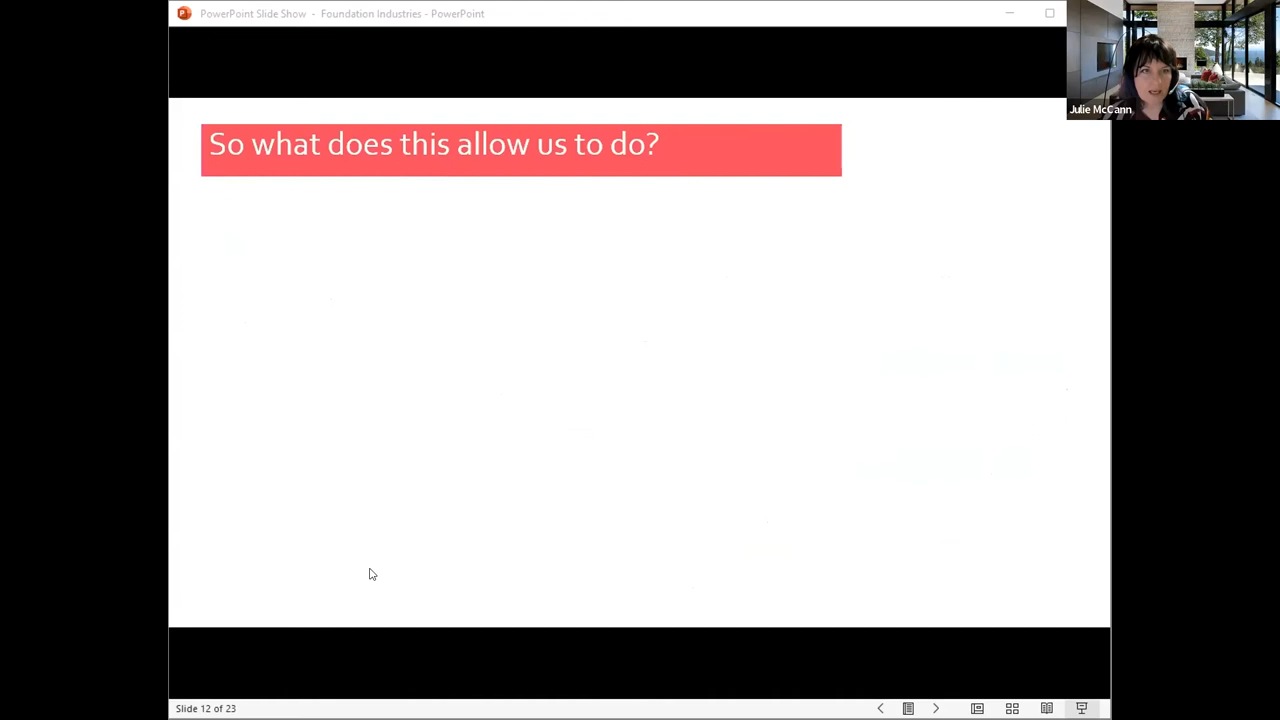 PowerPoint Slide Show - Foundation Industries - PowerPoint
Julie McCann
So what does this allow us to do?
Slide 12 of 23